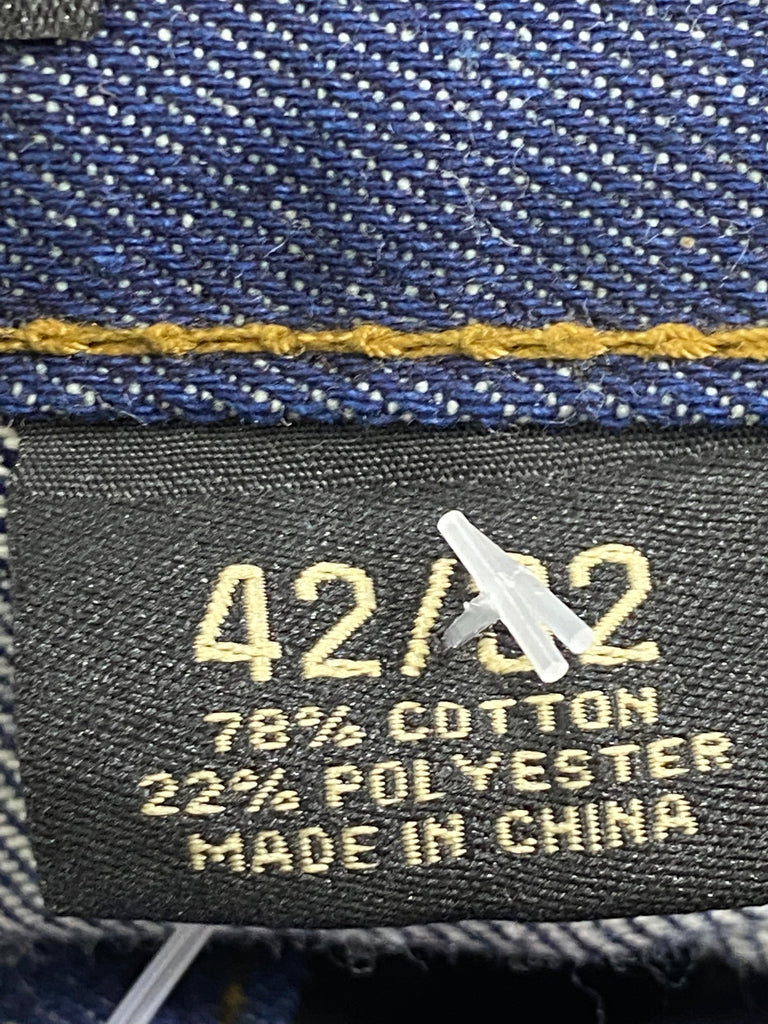 42/32
78% COTTON
22% POLYESTER
MADE IN CHINA